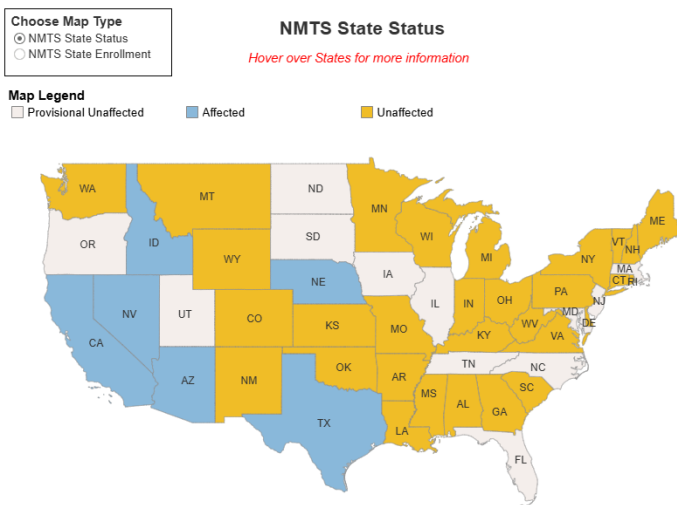 Choose Map Type
NMTS State Status
NMTS State Enrollment
NMTS State Status
Hover over States for more information
Map Legend
Provisional Unaffected
Affected
Unaffected
WA
MT
ND
MN
ME
OR
ID
SD
WI
MI
VT
NH
NY
MA
WY
IA
NE
CT
RI
PA
NV
UT
IL
IN
OH
NJ
MD
DE
CA
CO
KS
MO
KY
WV
VA
TN
NC
AZ
NM
OK
AR
SC
MS
AL
GA
TX
LA
FL